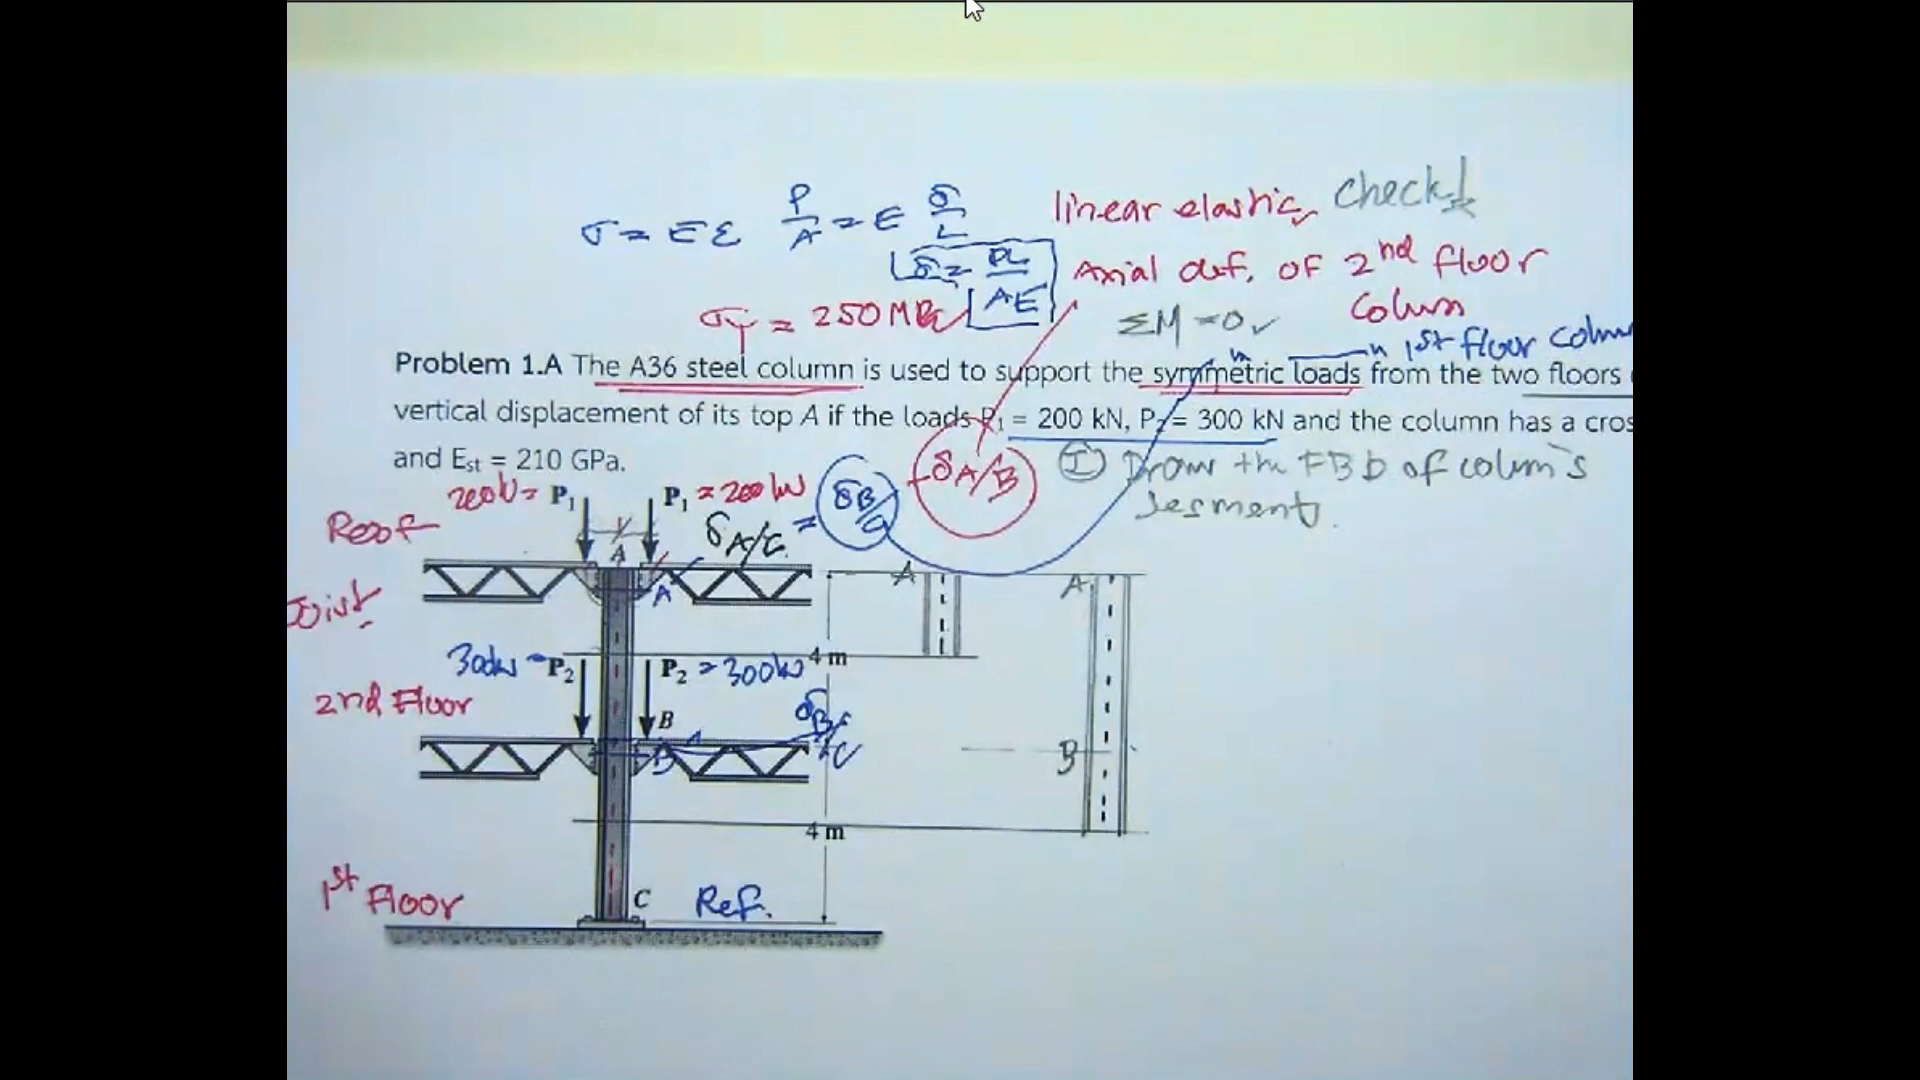 σ = Eε P/A = E δ/L
linear elastic, check!
δ = PL/AE
Axial def. of 2nd floor
Column
σy = 250 MPa
ΣM = 0 ✓
1st floor colum
Problem 1.A The A36 steel column is used to support the symmetric loads from the two floors
vertical displacement of its top A if the loads P₁ = 200 kN, P₂ = 300 kN and the column has a cros
and Est = 210 GPa.
I Draw the FBD of colum's
segment.
200kN = P₁
P₁ = 200 kN
δA/C = δB/C + δA/B
Roof
A
A
A
A
Joist
300kN = P₂
P₂ = 300kN
4 m
2nd Floor
B
δB/C
B
B
+C
4 m
1st Floor
C
Ref.